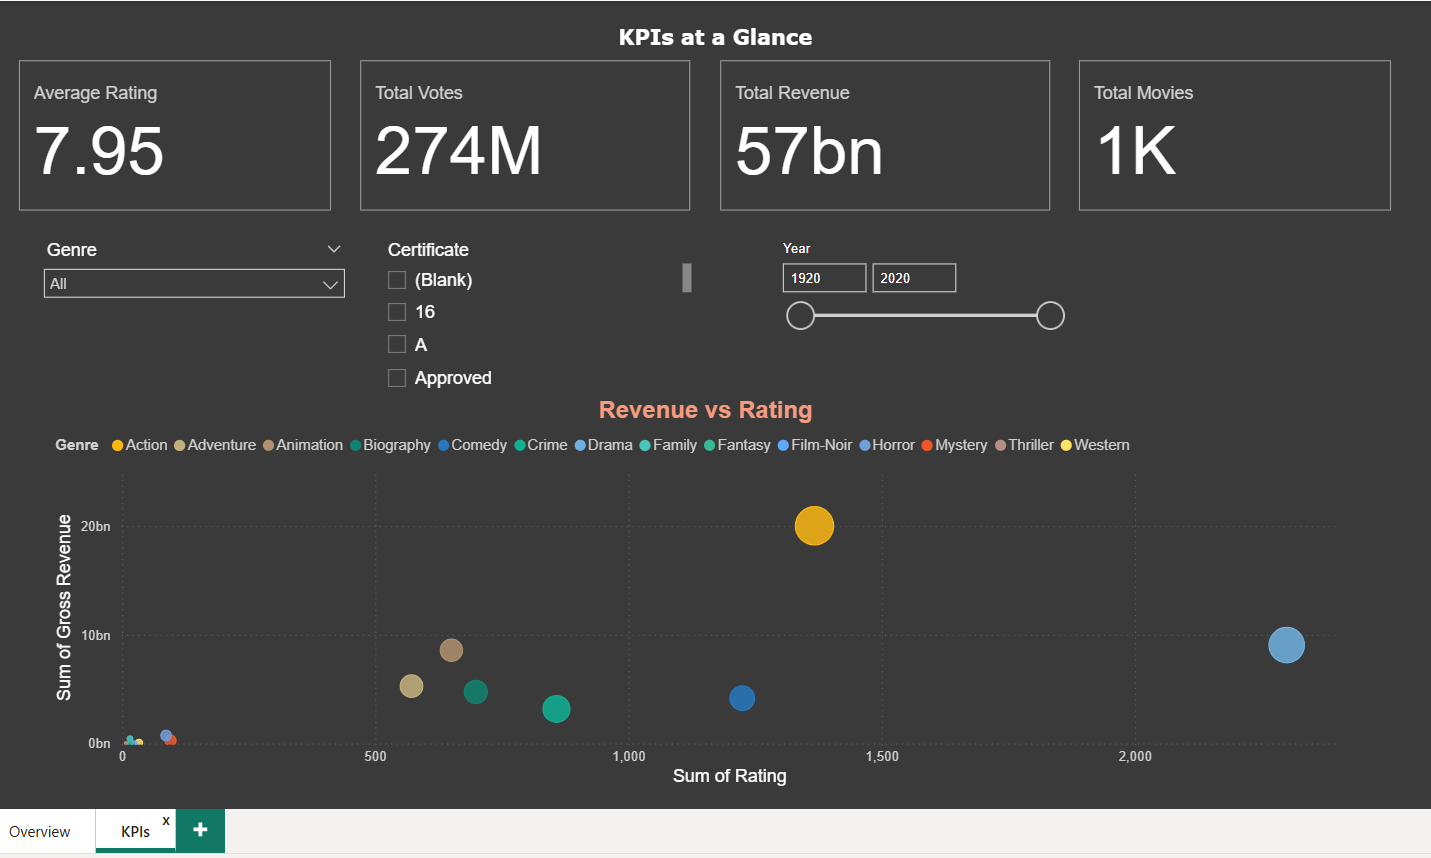 KPIs at a Glance
Average Rating
7.95
Total Votes
274M
Total Revenue
57bn
Total Movies
1K
Genre
All
Certificate
(Blank)
16
A
Approved
Year
1920 2020
Revenue vs Rating
Genre Action Adventure Animation Biography Comedy Crime Drama Family Fantasy Film-Noir Horror Mystery Thriller Western
Sum of Gross Revenue
20bn
10bn
0bn
0 500 1,000 1,500 2,000
Sum of Rating
Overview KPIs x +